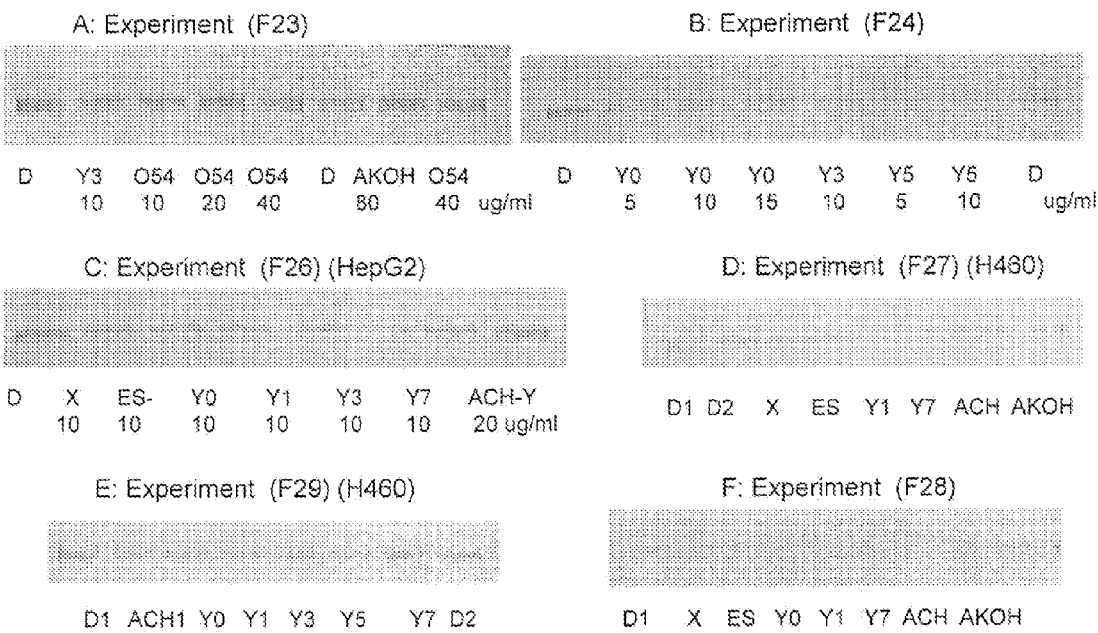 A: Experiment (F23)
D Y3 O54 O54 O54 D AKOH O54
10 10 20 40 80 40 ug/ml
B: Experiment (F24)
D Y0 Y0 Y0 Y3 Y5 Y5 D
5 10 15 10 5 10 ug/ml
C: Experiment (F26) (HepG2)
D X ES- Y0 Y1 Y3 Y7 ACH-Y
10 10 10 10 10 10 20 ug/ml
D: Experiment (F27) (H460)
D1 D2 X ES Y1 Y7 ACH AKOH
E: Experiment (F29) (H460)
D1 ACH1 Y0 Y1 Y3 Y5 Y7 D2
F: Experiment (F28)
D1 X ES Y0 Y1 Y7 ACH AKOH